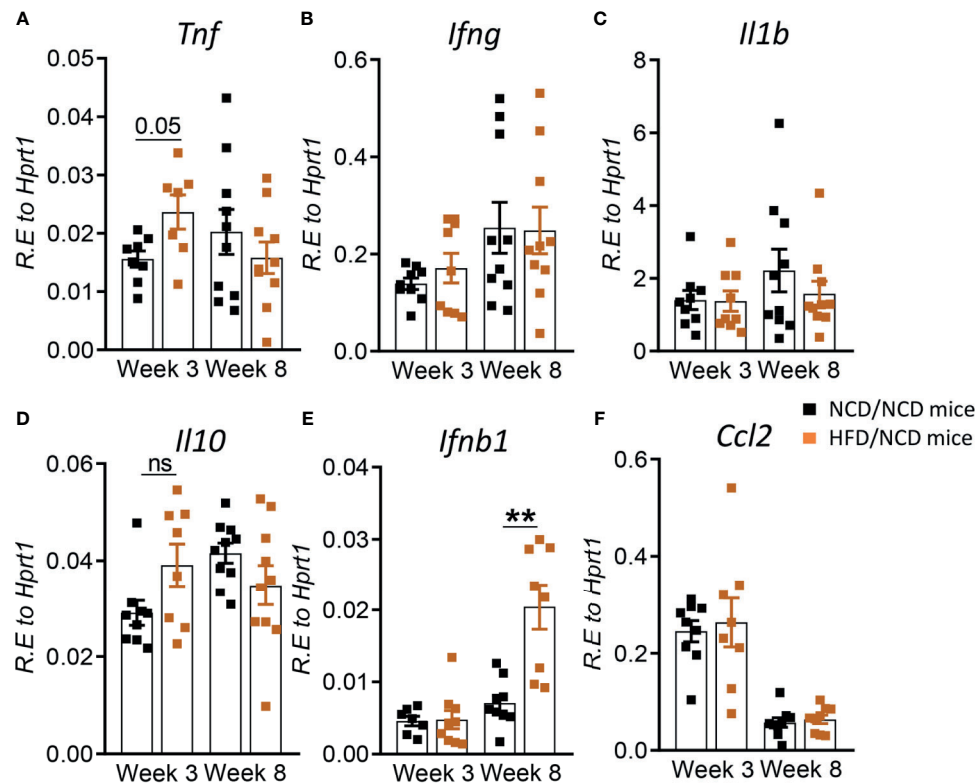 A
Tnf
R.E to Hprt1
0.05
0.04
0.03
0.02
0.01
0.00
0.05
Week 3 Week 8
B
Ifng
R.E to Hprt1
0.6
0.4
0.2
0.0
Week 3 Week 8
C
Il1b
R.E to Hprt1
8
6
4
2
0
Week 3 Week 8
D
Il10
R.E to Hprt1
0.06
0.04
0.02
0.00
ns
Week 3 Week 8
E
Ifnb1
R.E to Hprt1
0.04
0.03
0.02
0.01
0.00
**
Week 3 Week 8
NCD/NCD mice
HFD/NCD mice
F
Ccl2
R.E to Hprt1
0.6
0.4
0.2
0.0
Week 3 Week 8